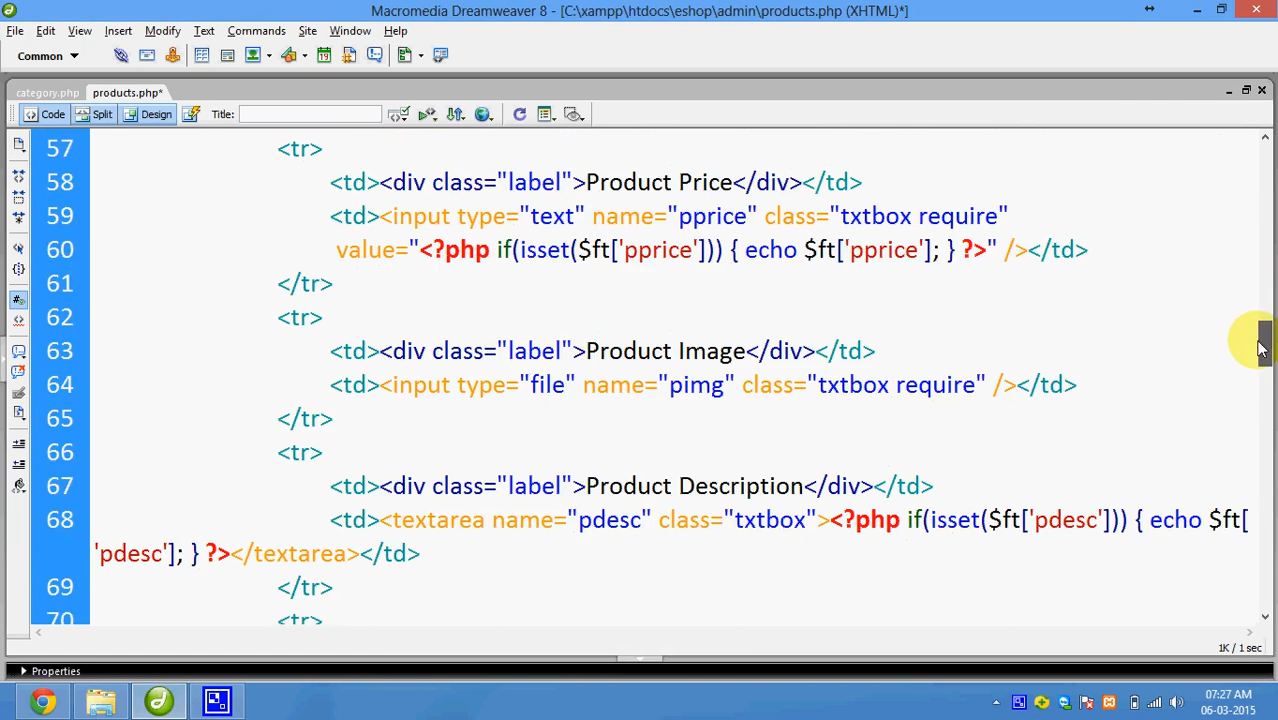 Macromedia Dreamweaver 8 - [C:\xampp\htdocs\eshop\admin\products.php (XHTML)*]
File Edit View Insert Modify Text Commands Site Window Help
Common
category.php products.php*
Code Split Design Title:
57 <tr>
58 <td><div class="label">Product Price</div></td>
59 <td><input type="text" name="pprice" class="txtbox require"
60 value="<?php if(isset($ft['pprice'])) { echo $ft['pprice']; } ?>" /></td>
61 </tr>
62 <tr>
63 <td><div class="label">Product Image</div></td>
64 <td><input type="file" name="pimg" class="txtbox require" /></td>
65 </tr>
66 <tr>
67 <td><div class="label">Product Description</div></td>
68 <td><textarea name="pdesc" class="txtbox"><?php if(isset($ft['pdesc'])) { echo $ft[
'pdesc']; } ?></textarea></td>
69 </tr>
70 <tr>
1K / 1 sec
Properties
07:27 AM
06-03-2015